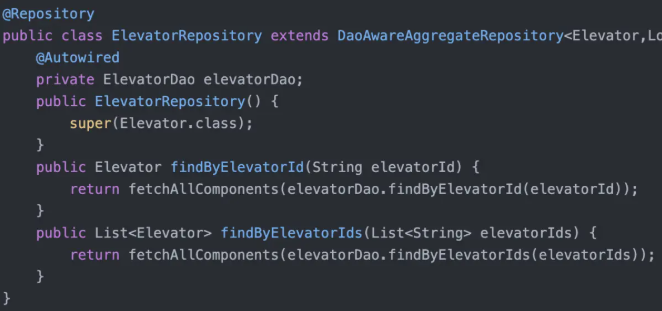 @Repository
public class ElevatorRepository extends DaoAwareAggregateRepository<Elevator,Lo
    @Autowired
    private ElevatorDao elevatorDao;
    public ElevatorRepository() {
        super(Elevator.class);
    }
    public Elevator findByElevatorId(String elevatorId) {
        return fetchAllComponents(elevatorDao.findByElevatorId(elevatorId));
    }
    public List<Elevator> findByElevatorIds(List<String> elevatorIds) {
        return fetchAllComponents(elevatorDao.findByElevatorIds(elevatorIds));
    }
}